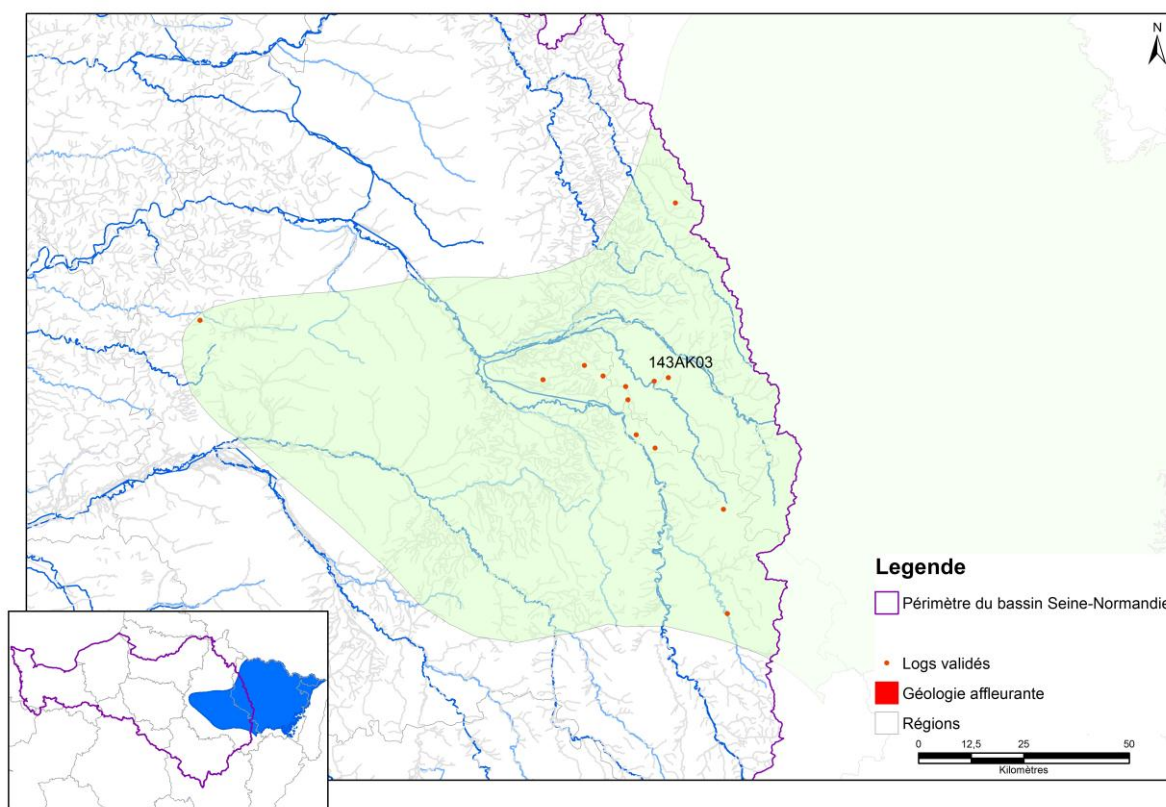 N
143AK03
Legende
Périmètre du bassin Seine-Normandie
Logs validés
Géologie affleurante
Régions
0 12,5 25 50
Kilomètres